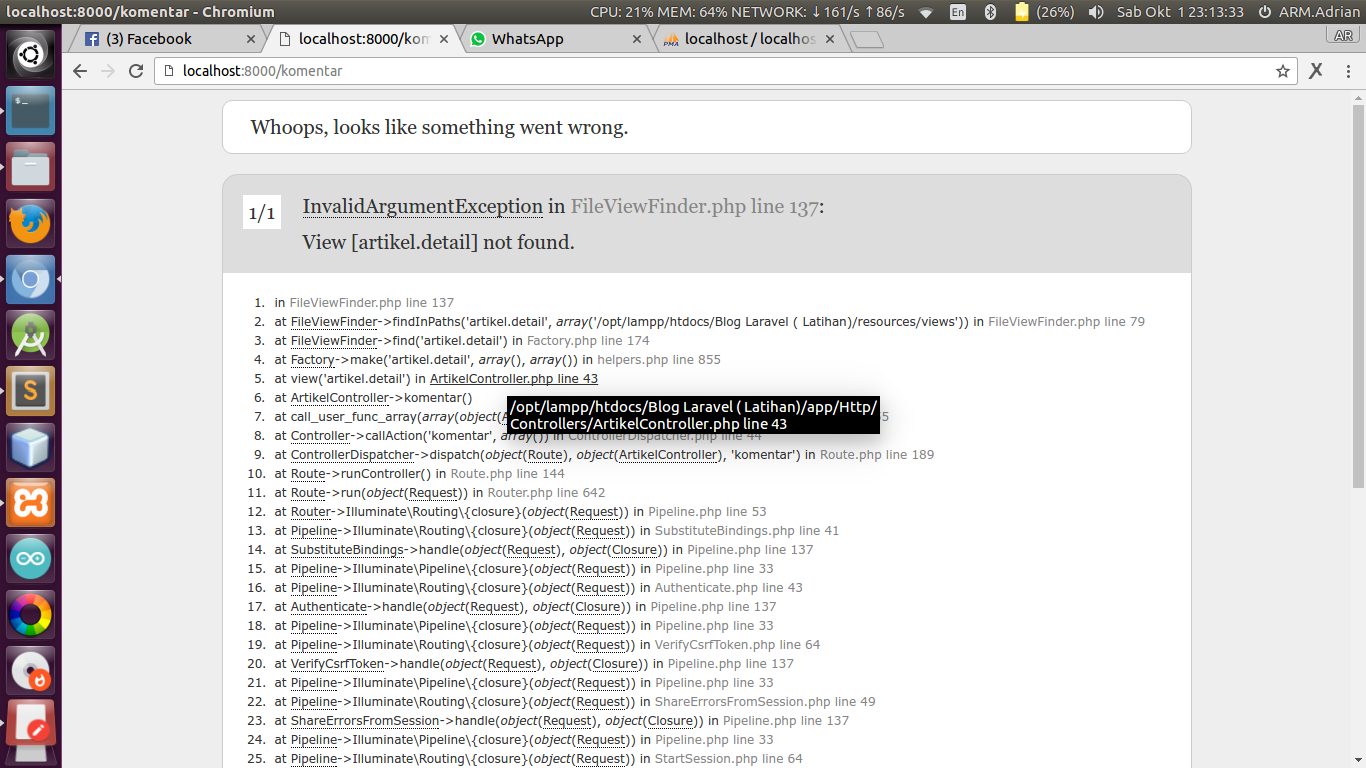 localhost:8000/komentar - Chromium
CPU: 21% MEM: 64% NETWORK: ↓161/s ↑86/s
En
(26%)
Sab Okt 1 23:13:33
ARM.Adrian
(3) Facebook
localhost:8000/kom
WhatsApp
localhost / localhos
AR
localhost:8000/komentar
Whoops, looks like something went wrong.
1/1
InvalidArgumentException in FileViewFinder.php line 137:
View [artikel.detail] not found.
1. in FileViewFinder.php line 137
2. at FileViewFinder->findInPaths('artikel.detail', array('/opt/lampp/htdocs/Blog Laravel ( Latihan)/resources/views')) in FileViewFinder.php line 79
3. at FileViewFinder->find('artikel.detail') in Factory.php line 174
4. at Factory->make('artikel.detail', array(), array()) in helpers.php line 855
5. at view('artikel.detail') in ArtikelController.php line 43
6. at ArtikelController->komentar()
/opt/lampp/htdocs/Blog Laravel ( Latihan)/app/Http/
Controllers/ArtikelController.php line 43
7. at call_user_func_array(array(object(
8. at Controller->callAction('komentar', array()) in ControllerDispatcher.php line 44
9. at ControllerDispatcher->dispatch(object(Route), object(ArtikelController), 'komentar') in Route.php line 189
10. at Route->runController() in Route.php line 144
11. at Route->run(object(Request)) in Router.php line 642
12. at Router->Illuminate\Routing\{closure}(object(Request)) in Pipeline.php line 53
13. at Pipeline->Illuminate\Routing\{closure}(object(Request)) in SubstituteBindings.php line 41
14. at SubstituteBindings->handle(object(Request), object(Closure)) in Pipeline.php line 137
15. at Pipeline->Illuminate\Pipeline\{closure}(object(Request)) in Pipeline.php line 33
16. at Pipeline->Illuminate\Routing\{closure}(object(Request)) in Authenticate.php line 43
17. at Authenticate->handle(object(Request), object(Closure)) in Pipeline.php line 137
18. at Pipeline->Illuminate\Pipeline\{closure}(object(Request)) in Pipeline.php line 33
19. at Pipeline->Illuminate\Routing\{closure}(object(Request)) in VerifyCsrfToken.php line 64
20. at VerifyCsrfToken->handle(object(Request), object(Closure)) in Pipeline.php line 137
21. at Pipeline->Illuminate\Pipeline\{closure}(object(Request)) in Pipeline.php line 33
22. at Pipeline->Illuminate\Routing\{closure}(object(Request)) in ShareErrorsFromSession.php line 49
23. at ShareErrorsFromSession->handle(object(Request), object(Closure)) in Pipeline.php line 137
24. at Pipeline->Illuminate\Pipeline\{closure}(object(Request)) in Pipeline.php line 33
25. at Pipeline->Illuminate\Routing\{closure}(object(Request)) in StartSession.php line 64